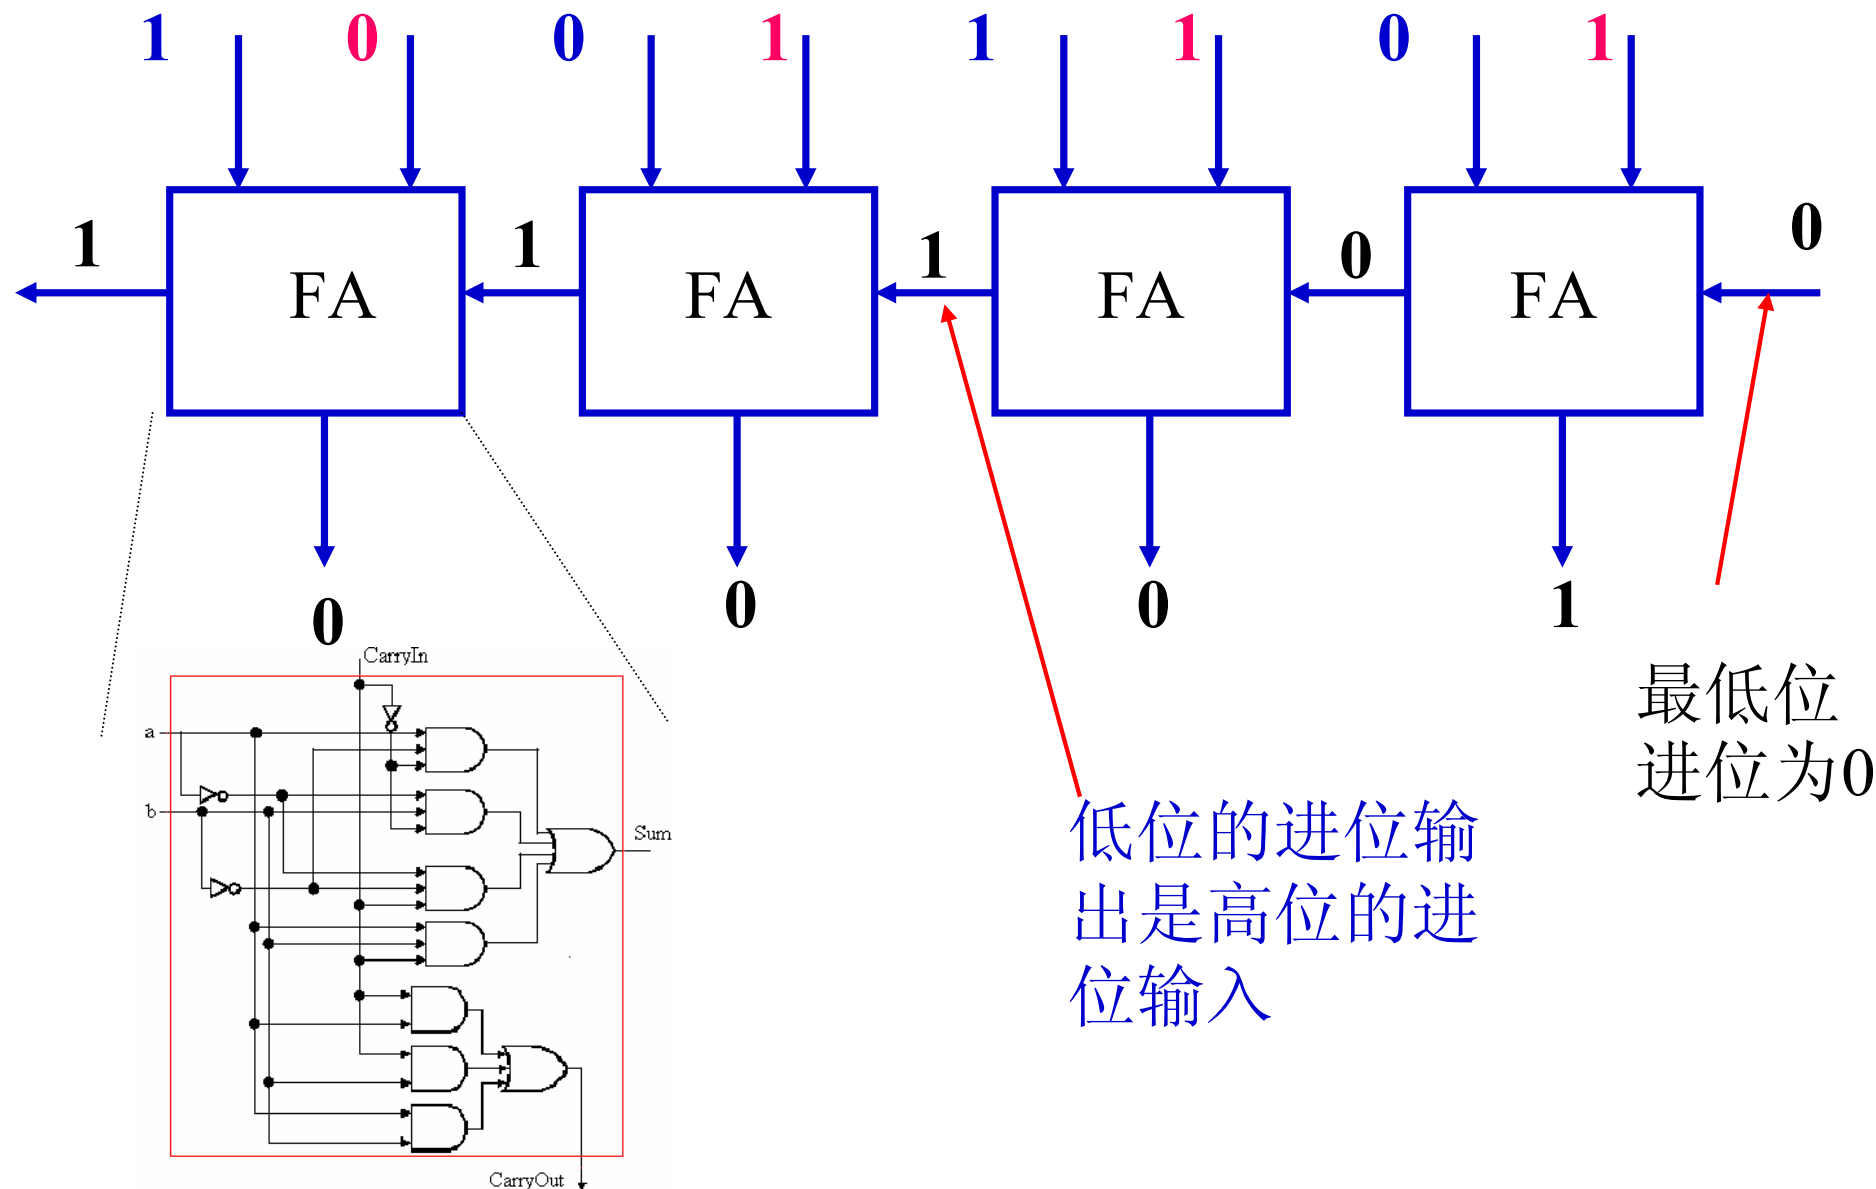 1 0 0 1 1 1 0 1
1 FA 1 FA 1 FA 0 FA 0
0 0 0 1
CarryIn
a
b
Sum
CarryOut
低位的进位输
出是高位的进
位输入
最低位
进位为0